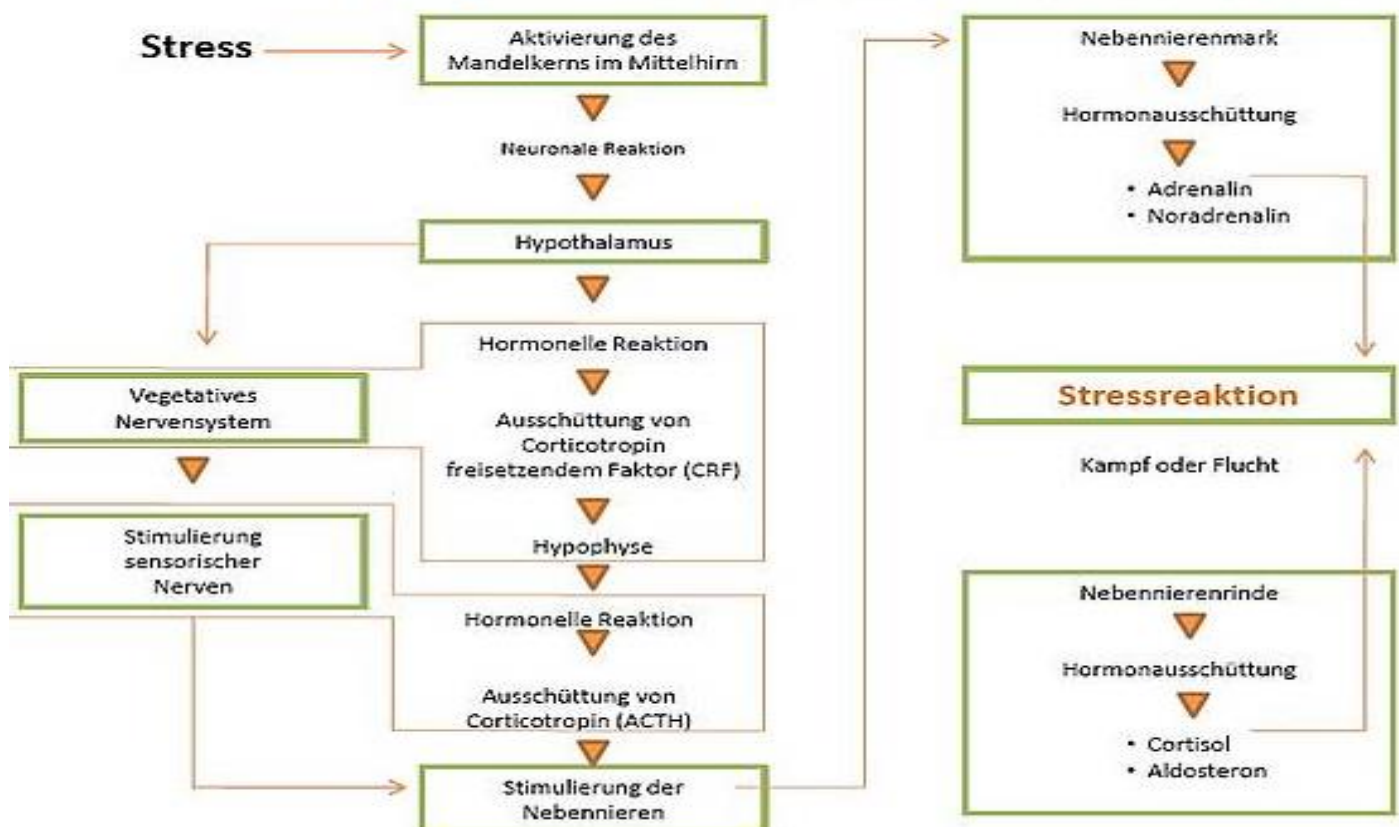 Stress
Aktivierung des
Mandelkerns im Mittelhirn
Neuronale Reaktion
Hypothalamus
Hormonelle Reaktion
Vegetatives
Nervensystem
Ausschüttung von
Corticotropin
freisetzendem Faktor (CRF)
Stimulierung
sensorischer
Nerven
Hypophyse
Hormonelle Reaktion
Ausschüttung von
Corticotropin (ACTH)
Stimulierung der
Nebennieren
Nebennierenmark
Hormonausschüttung
• Adrenalin
• Noradrenalin
Stressreaktion
Kampf oder Flucht
Nebennierenrinde
Hormonausschüttung
• Cortisol
• Aldosteron